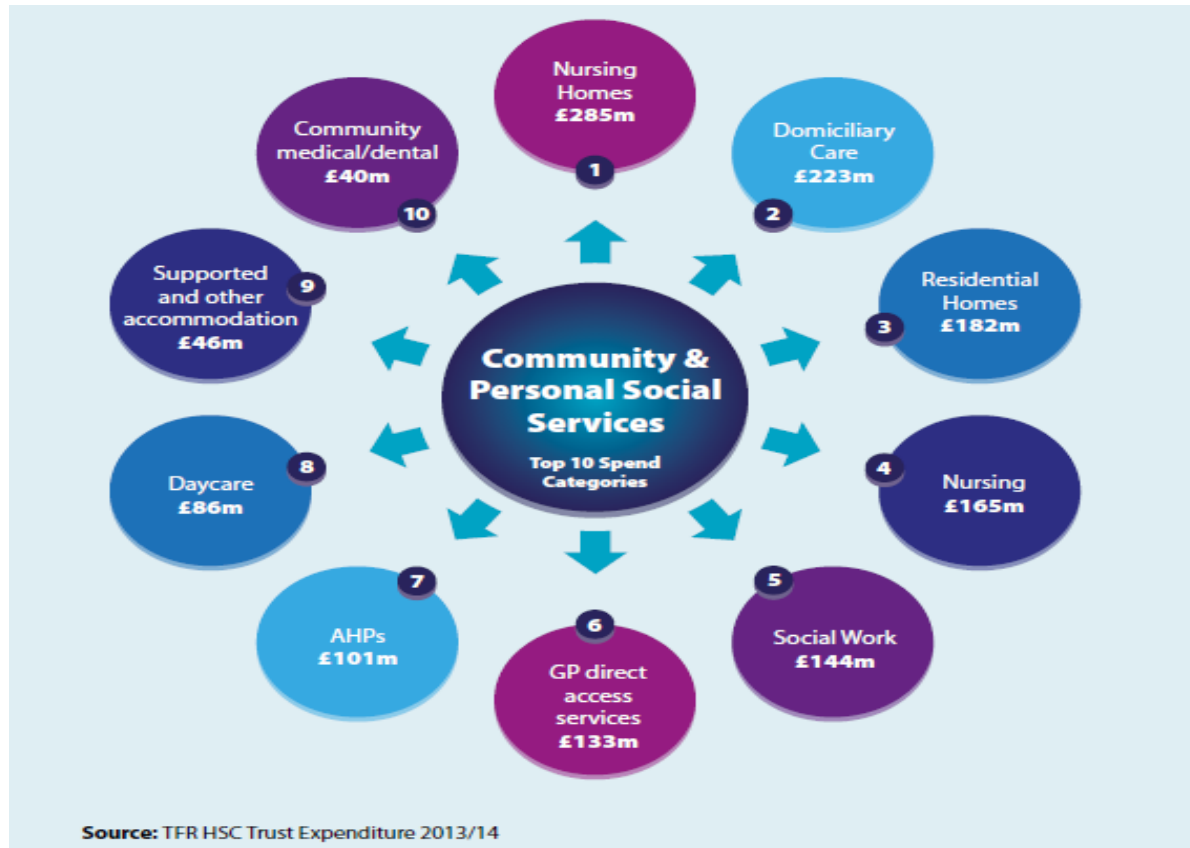 Community &
Personal Social
Services
Top 10 Spend
Categories
Nursing
Homes
£285m
1
Domiciliary
Care
£223m
2
Residential
Homes
£182m
3
Nursing
£165m
4
Social Work
£144m
5
GP direct
access
services
£133m
6
AHPs
£101m
7
Daycare
£86m
8
Supported
and other
accommodation
£46m
9
Community
medical/dental
£40m
10
Source: TFR HSC Trust Expenditure 2013/14